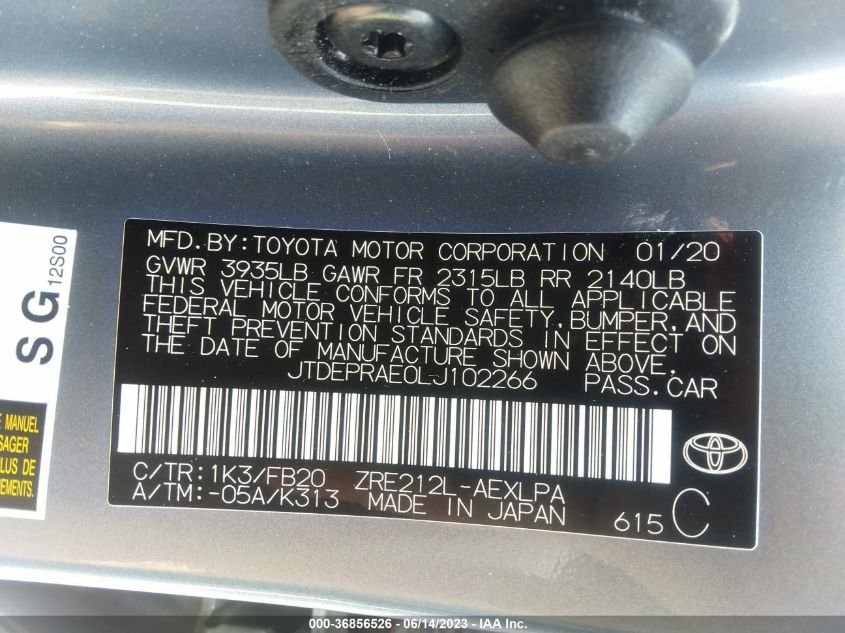 MFD.BY:TOYOTA MOTOR CORPORATION 01/20
GVWR 3935LB GAWR FR 2315LB RR 2140LB
THIS VEHICLE CONFORMS TO ALL APPLICABLE
FEDERAL MOTOR VEHICLE SAFETY,BUMPER,AND
THEFT PREVENTION STANDARDS IN EFFECT ON
THE DATE OF MANUFACTURE SHOWN ABOVE.
JTDEPRAE0LJ102266 PASS.CAR
C/TR:1K3/FB20 ZRE212L-AEXLPA
A/TM:-05A/K313 MADE IN JAPAN 615 C
SG 12S00
MANUEL
PLUS DE
000-36856526 - 06/14/2023 - IAA Inc.